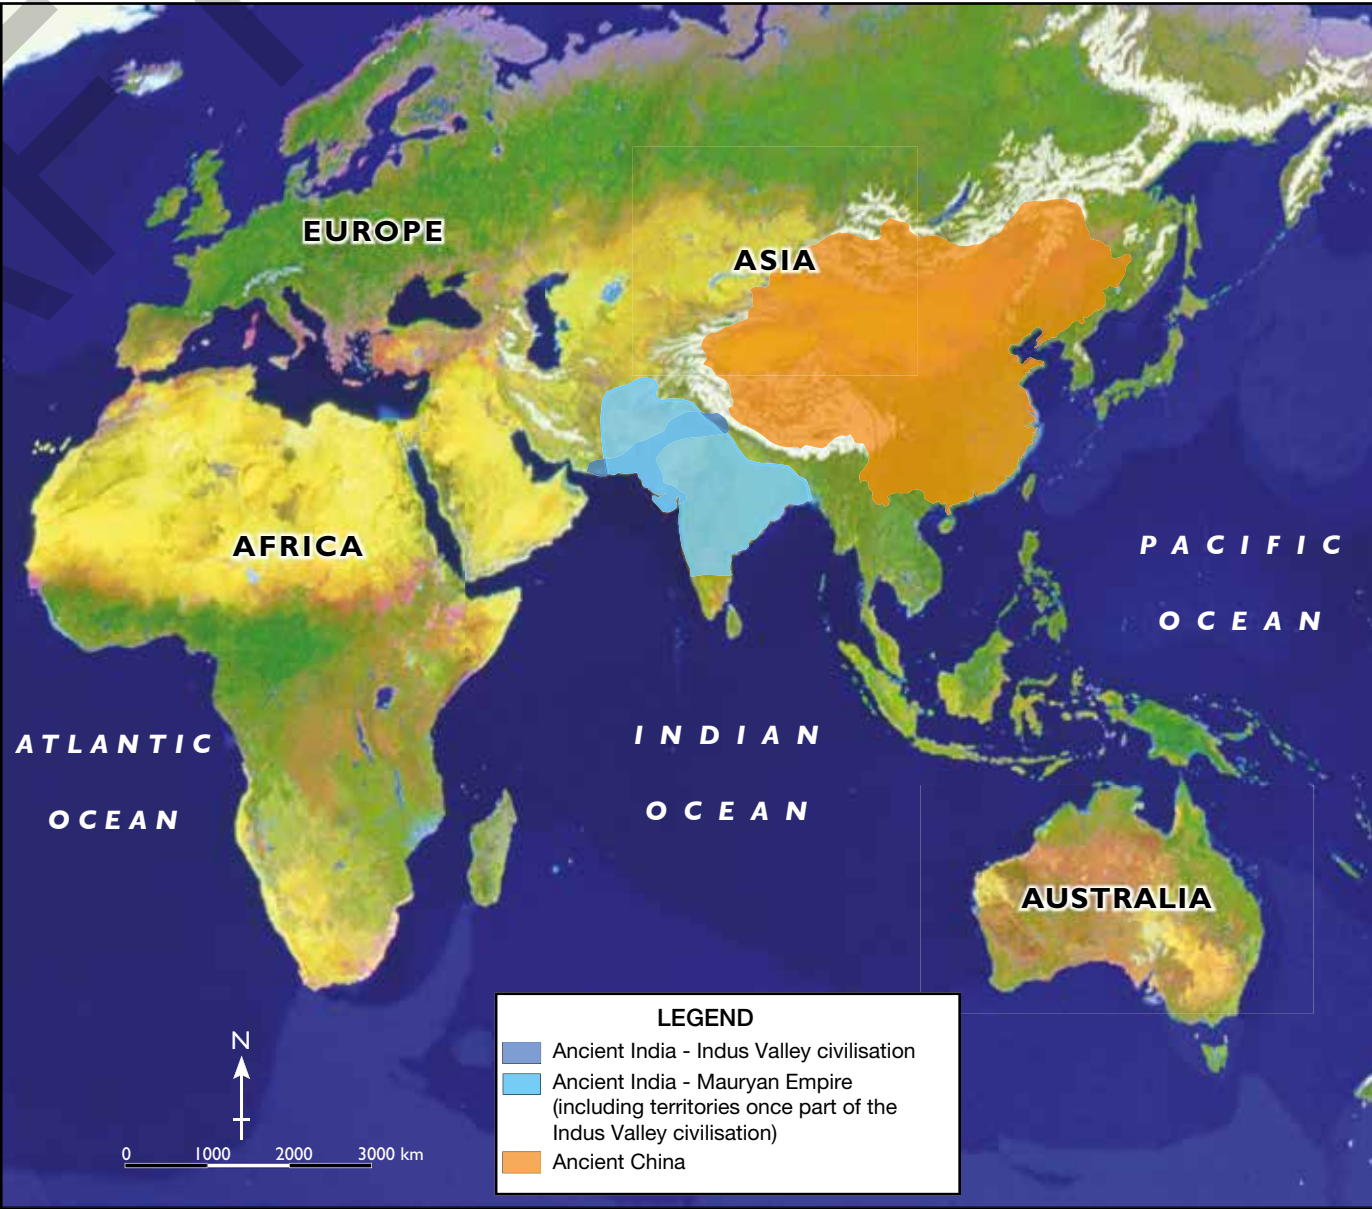 EUROPE
ASIA
AFRICA
PACIFIC
OCEAN
ATLANTIC
OCEAN
INDIAN
OCEAN
AUSTRALIA
N
0 1000 2000 3000 km
LEGEND
Ancient India - Indus Valley civilisation
Ancient India - Mauryan Empire
(including territories once part of the
Indus Valley civilisation)
Ancient China